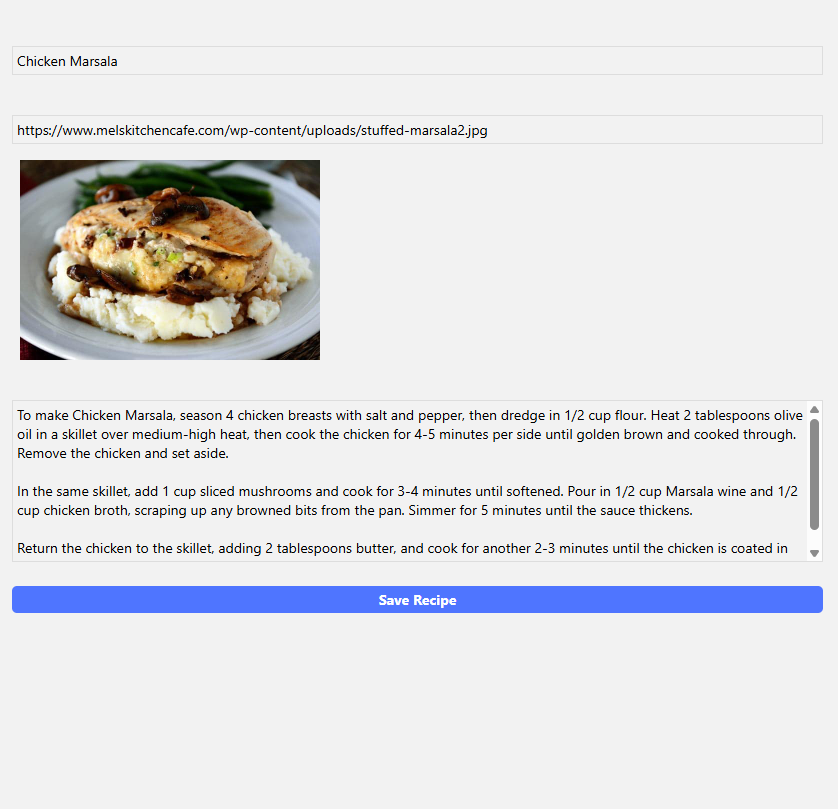 Chicken Marsala
https://www.melskitchencafe.com/wp-content/uploads/stuffed-marsala2.jpg
To make Chicken Marsala, season 4 chicken breasts with salt and pepper, then dredge in 1/2 cup flour. Heat 2 tablespoons olive
oil in a skillet over medium-high heat, then cook the chicken for 4-5 minutes per side until golden brown and cooked through.
Remove the chicken and set aside.
In the same skillet, add 1 cup sliced mushrooms and cook for 3-4 minutes until softened. Pour in 1/2 cup Marsala wine and 1/2
cup chicken broth, scraping up any browned bits from the pan. Simmer for 5 minutes until the sauce thickens.
Return the chicken to the skillet, adding 2 tablespoons butter, and cook for another 2-3 minutes until the chicken is coated in
Save Recipe